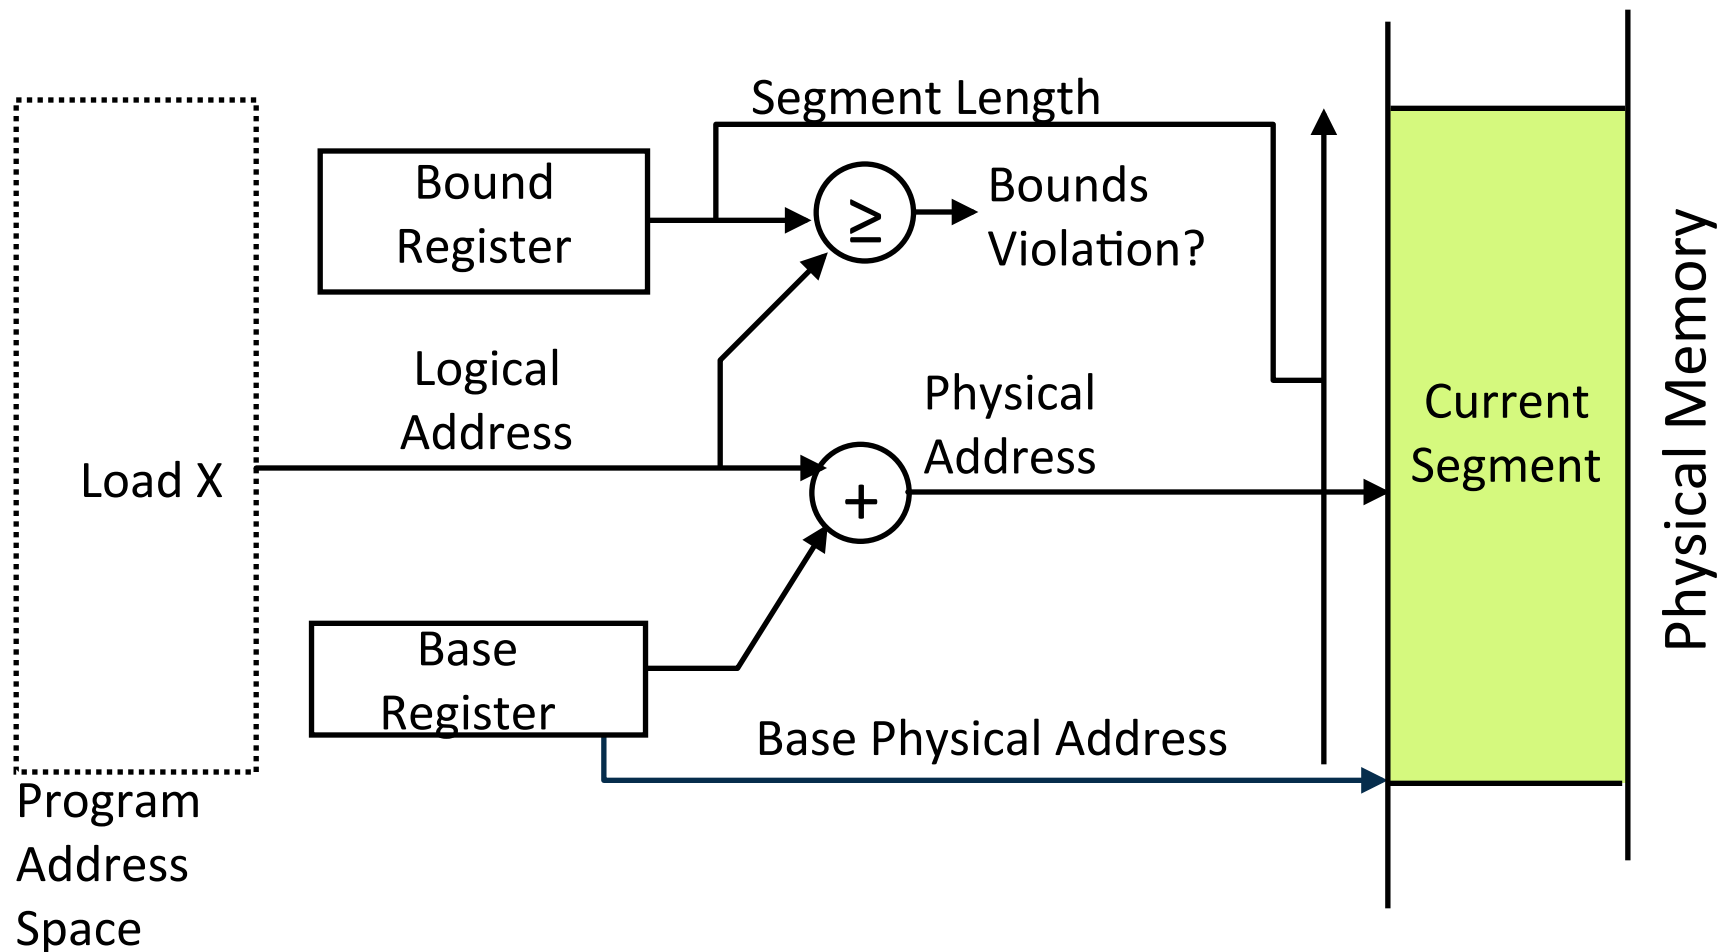 Segment Length
Bound
Register
≥
Bounds
Violation?
Logical
Address
Physical
Address
Load X
+
Current
Segment
Physical Memory
Base
Register
Base Physical Address
Program
Address
Space